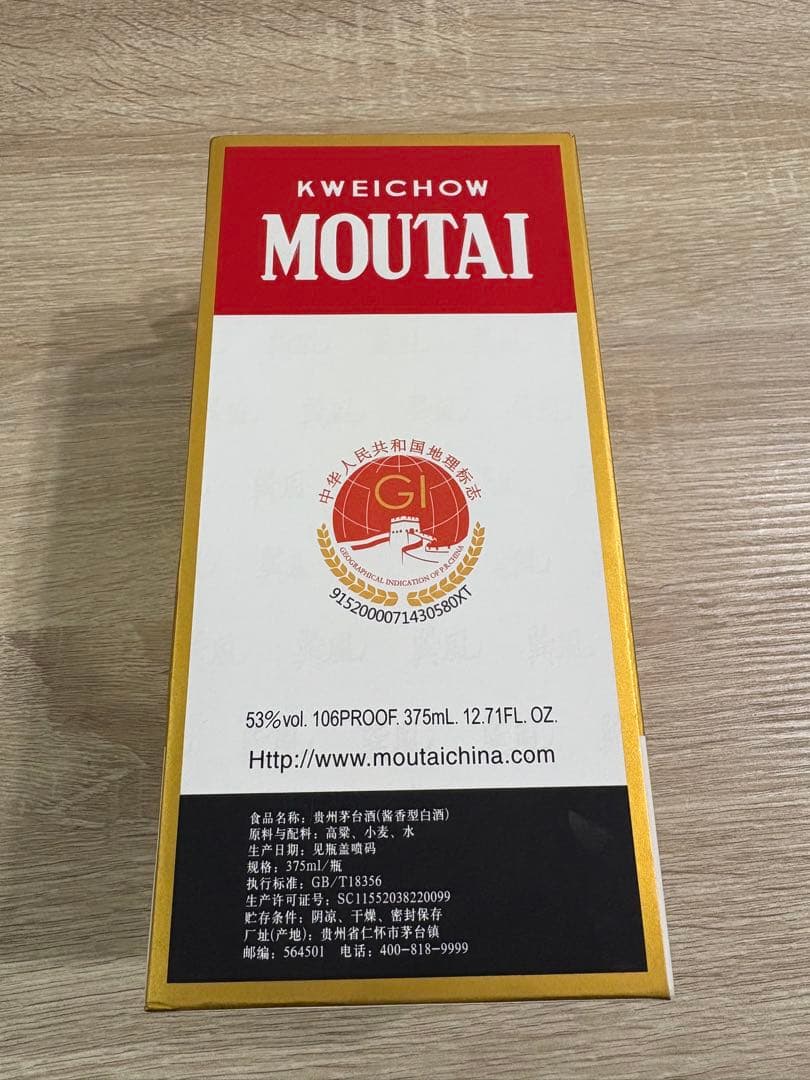 KWEICHOW
MOUTAI
中华人民共和国地理标志
GI
GEOGRAPHICAL INDICATION OF P.R.CHINA
9152000071430580XT
53%vol. 106PROOF. 375mL. 12.71FL. OZ.
Http://www.moutaichina.com
食品名称：贵州茅台酒(酱香型白酒)
原料与配料：高粱、小麦、水
生产日期：见瓶盖喷码
规格：375ml/瓶
执行标准：GB/T18356
生产许可证号：SC11552038220099
贮存条件：阴凉、干燥、密封保存
厂址(产地)：贵州省仁怀市茅台镇
邮编：564501 电话：400-818-9999